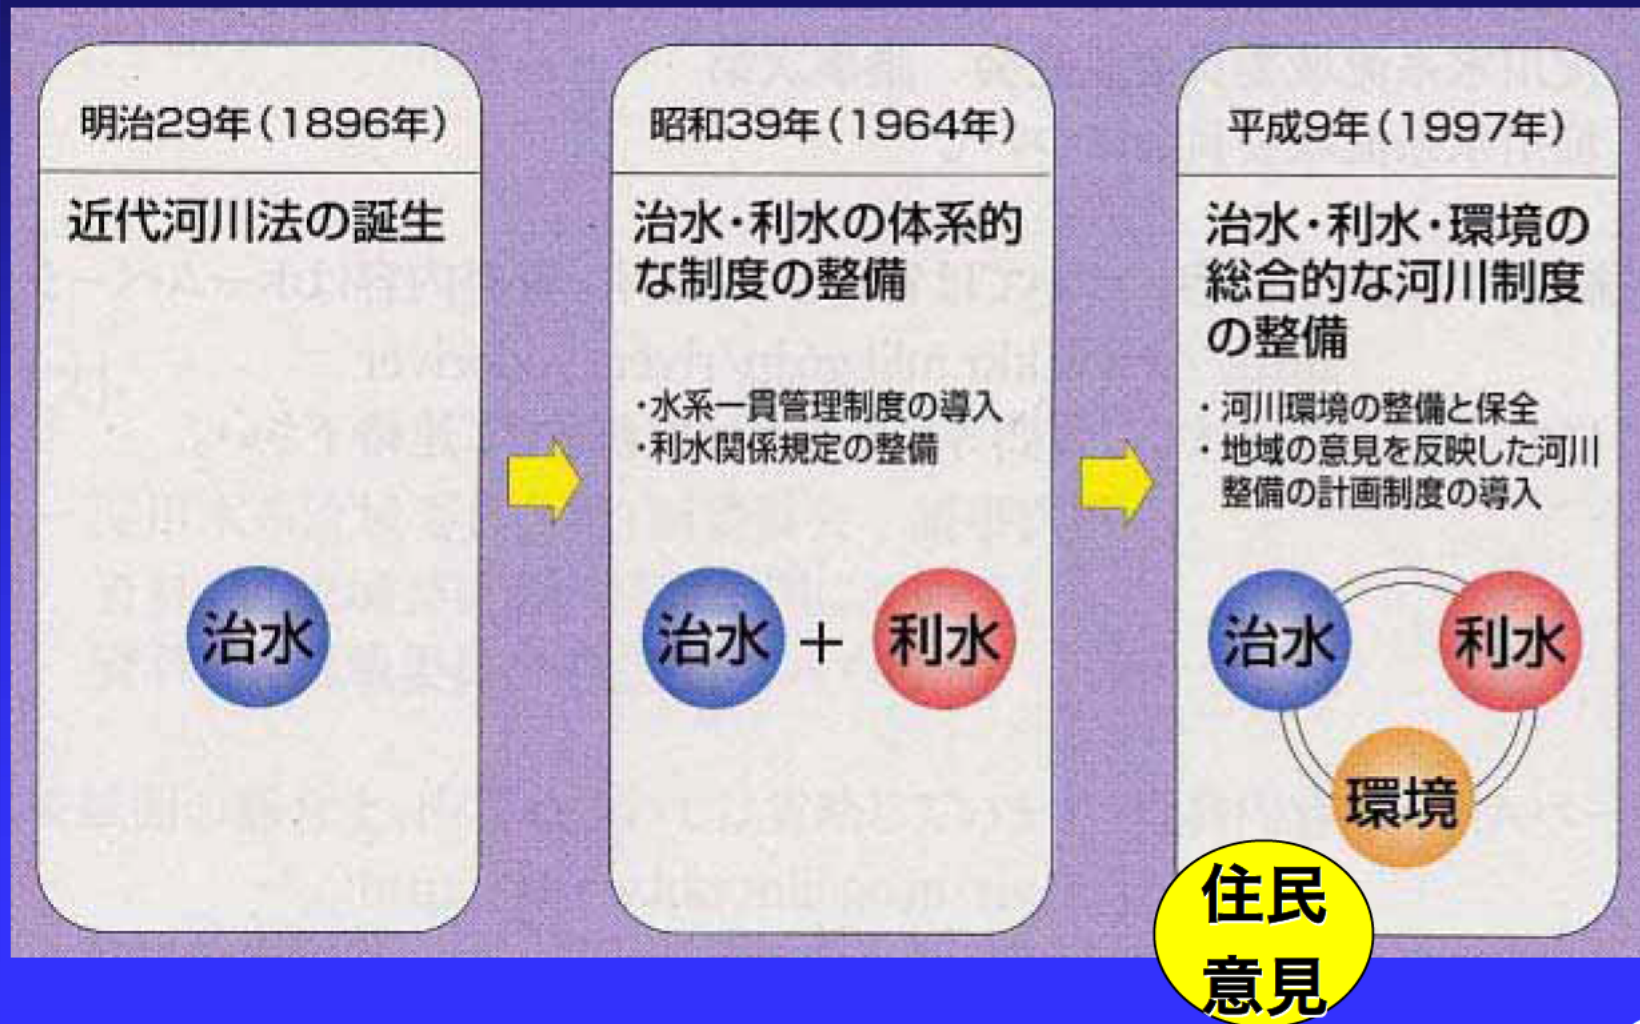 明治29年(1896年)
近代河川法の誕生
治水
昭和39年(1964年)
治水・利水の体系的
な制度の整備
・水系一貫管理制度の導入
・利水関係規定の整備
治水 + 利水
平成9年(1997年)
治水・利水・環境の
総合的な河川制度
の整備
・河川環境の整備と保全
・地域の意見を反映した河川
整備の計画制度の導入
治水 利水
環境
住民
意見